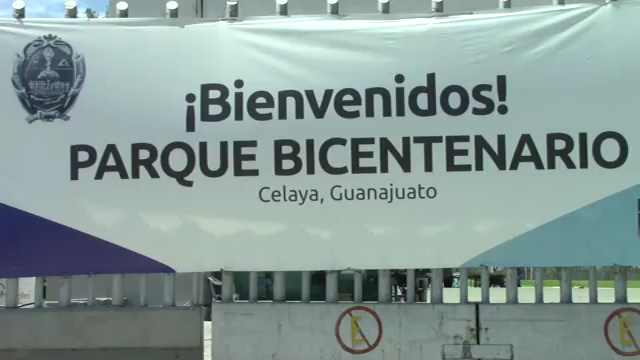 ¡Bienvenidos!
PARQUE BICENTENARIO
Celaya, Guanajuato
E
E